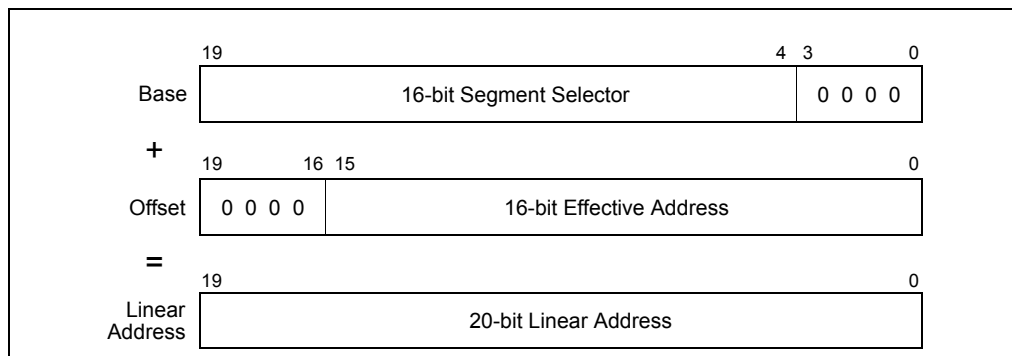 19 4 3 0
Base 16-bit Segment Selector 0 0 0 0
+
19 16 15 0
Offset 0 0 0 0 16-bit Effective Address
=
19 0
Linear
Address 20-bit Linear Address